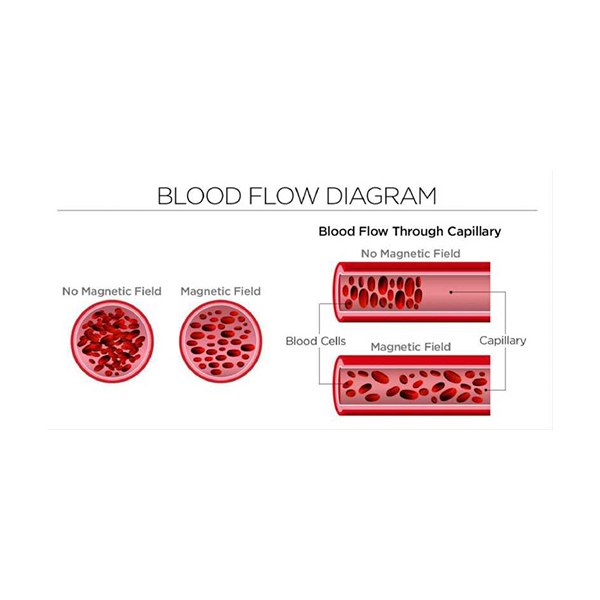 BLOOD FLOW DIAGRAM
Blood Flow Through Capillary
No Magnetic Field
No Magnetic Field
Magnetic Field
Blood Cells
Capillary
Magnetic Field